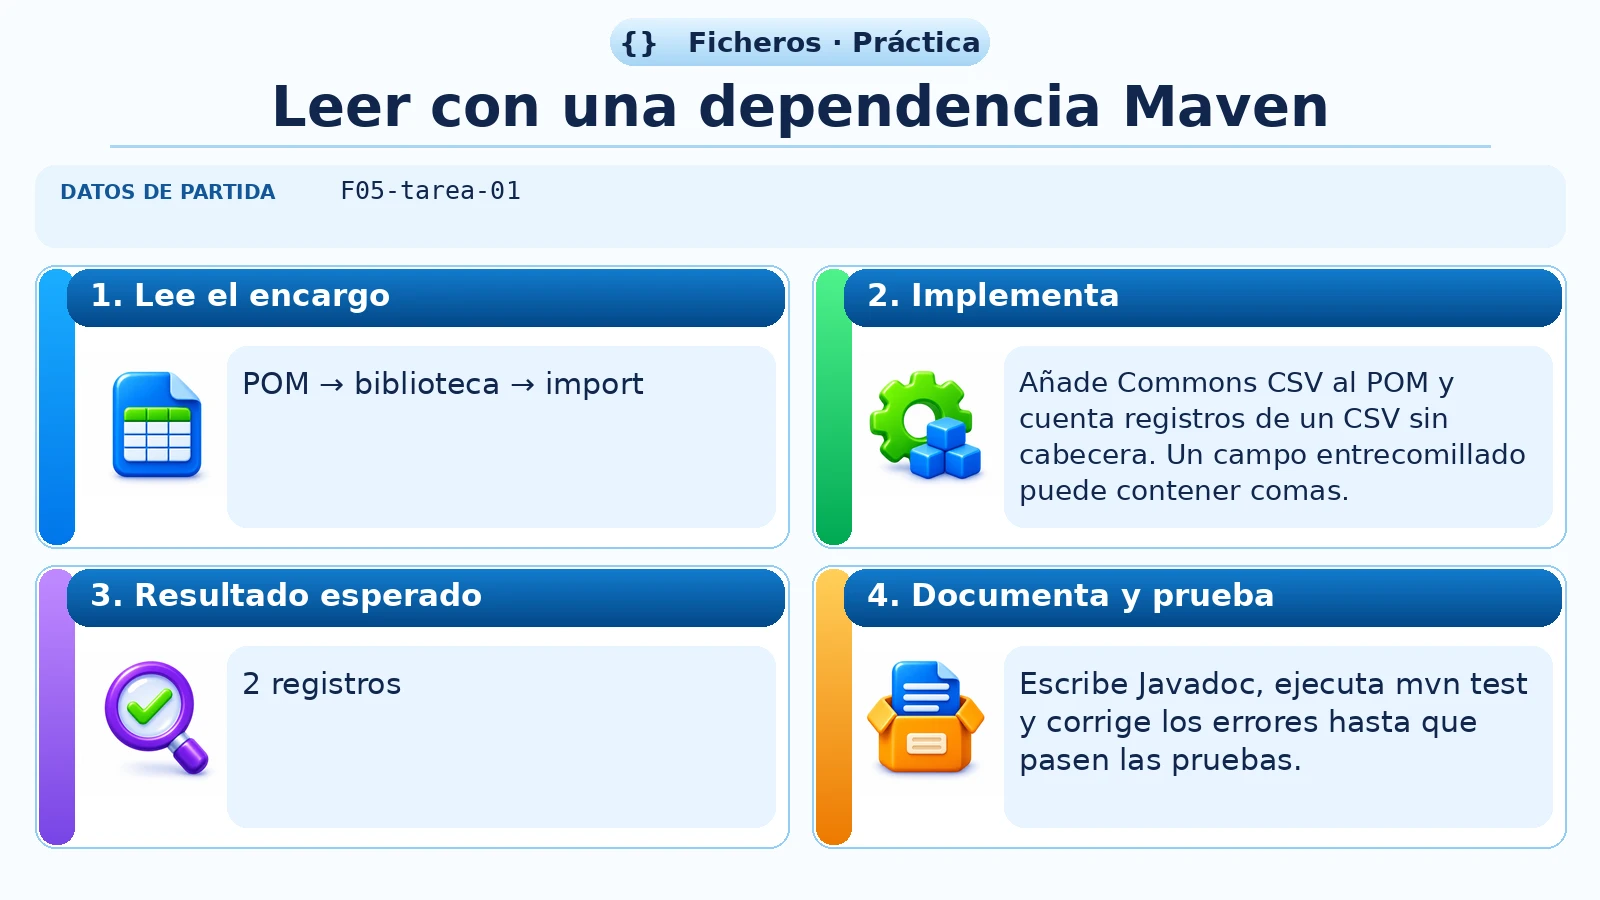 {} Ficheros · Práctica
Leer con una dependencia Maven
DATOS DE PARTIDA F05-tarea-01
1. Lee el encargo
POM → biblioteca → import
2. Implementa
Añade Commons CSV al POM y
cuenta registros de un CSV sin
cabecera. Un campo entrecomillado
puede contener comas.
3. Resultado esperado
2 registros
4. Documenta y prueba
Escribe Javadoc, ejecuta mvn test
y corrige los errores hasta que
pasen las pruebas.